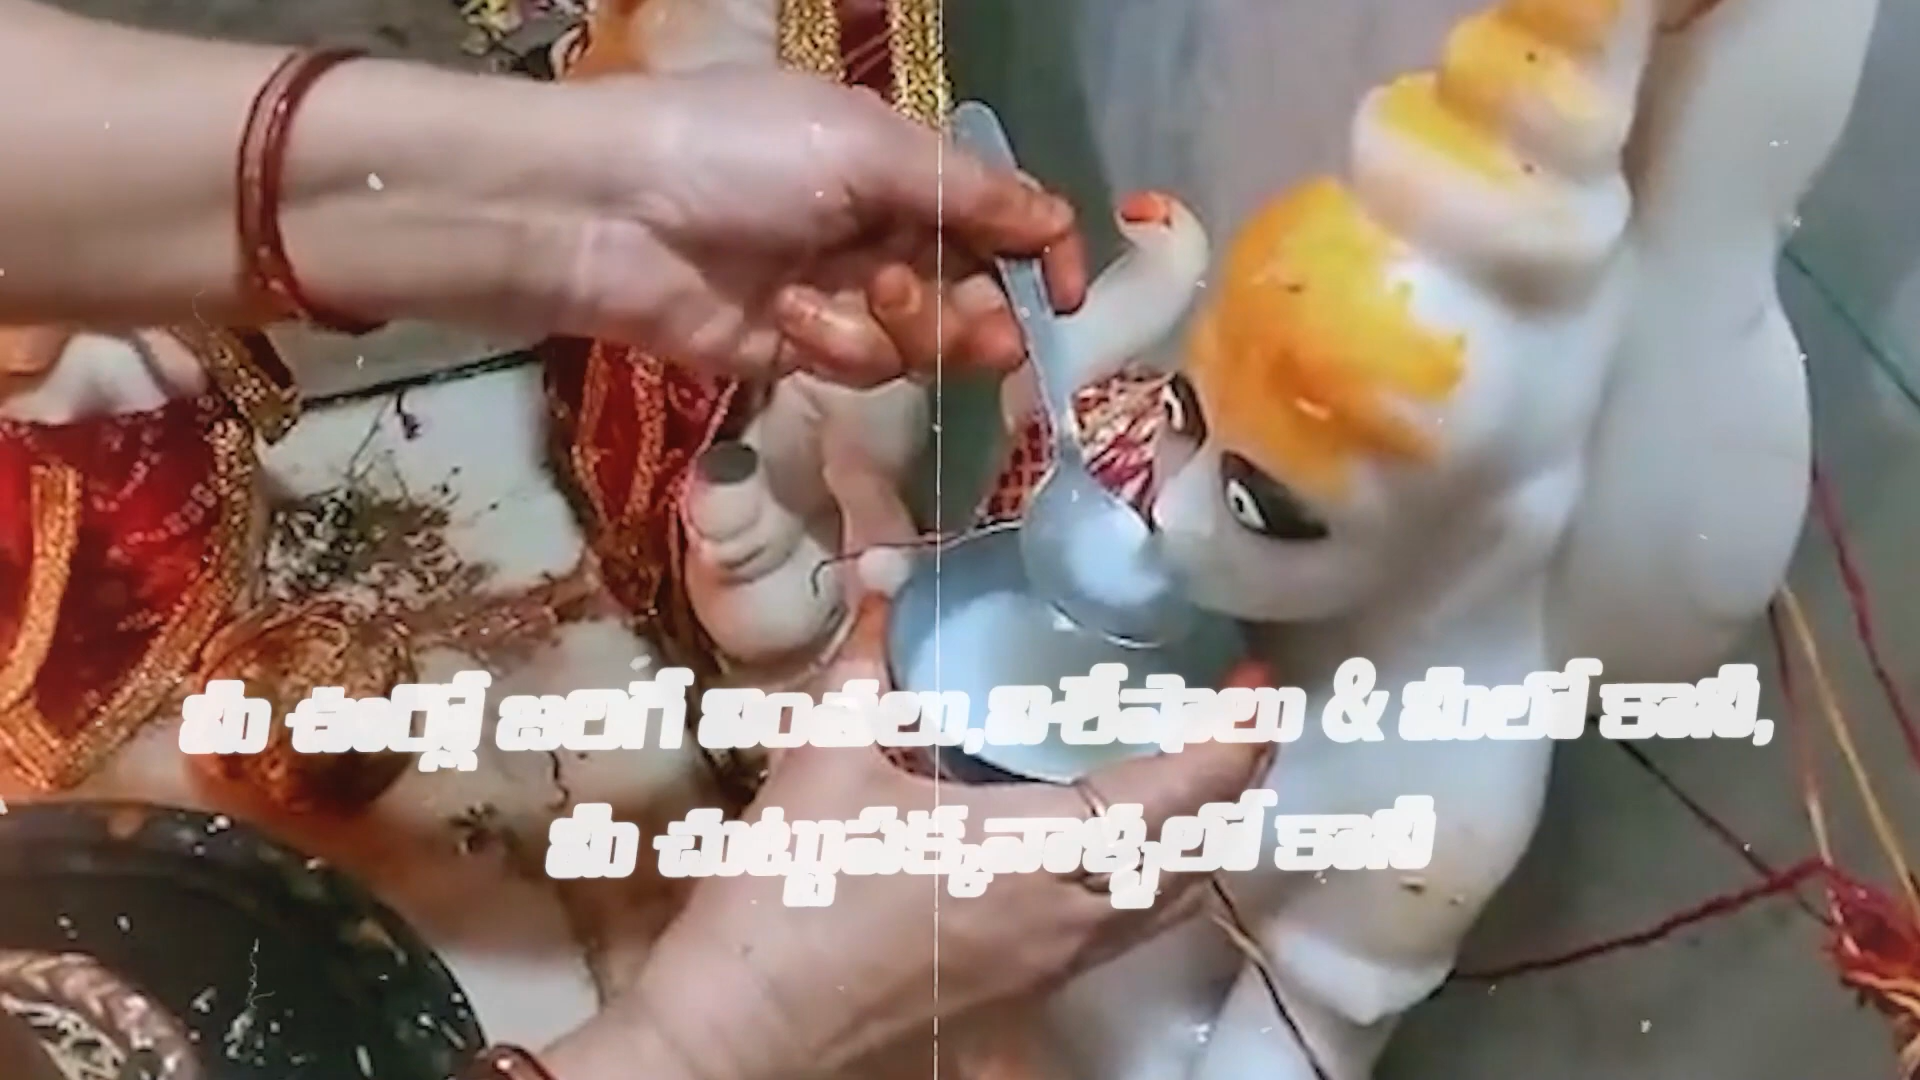 మీ ఊర్లో జరిగే వింతలు,విశేషాలు & మీలో కాని,
మీ చుట్టుపక్కవాళ్ళలో కాని